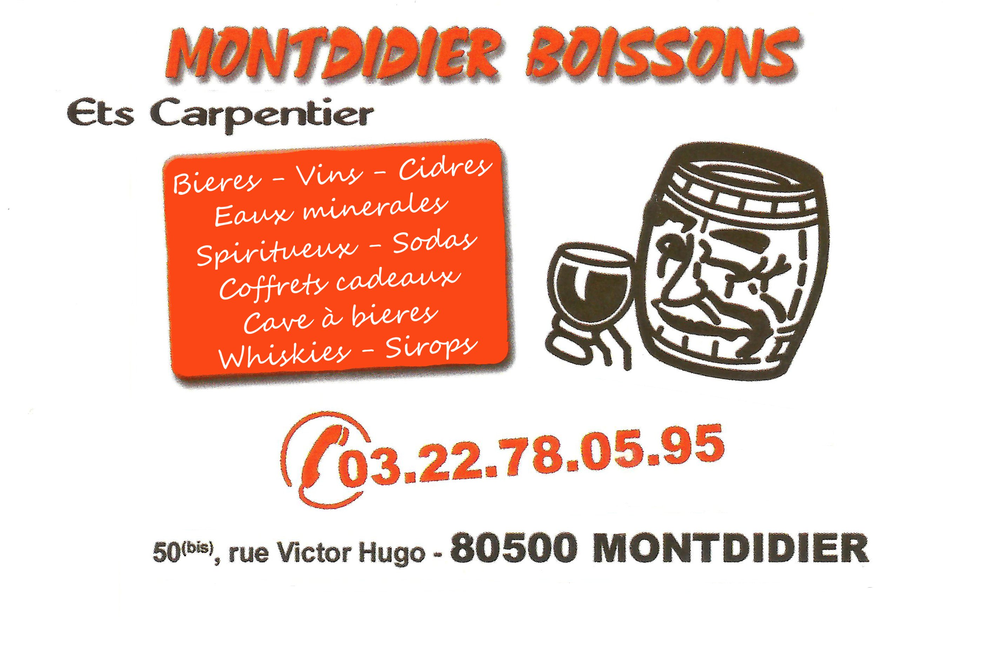 MONTDIDIER BOISSONS
Ets Carpentier
Bieres - Vins - Cidres
Eaux minerales
Spiritueux - Sodas
Coffrets cadeaux
Cave à bieres
Whiskies - Sirops
03.22.78.05.95
50(bis), rue Victor Hugo - 80500 MONTDIDIER